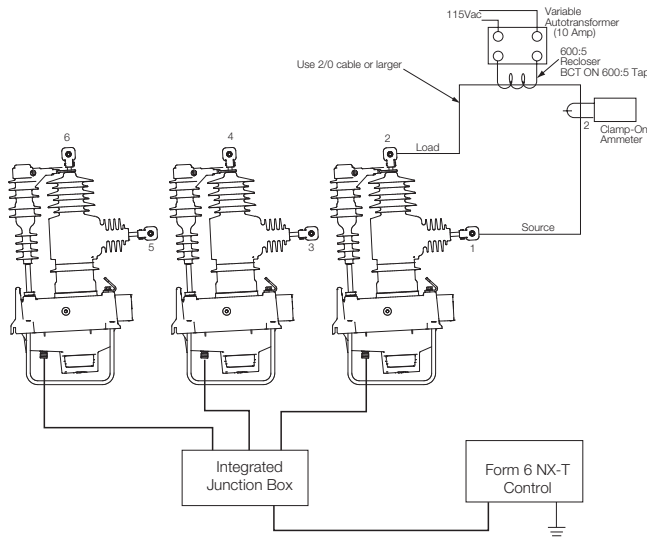 115Vac
Variable
Autotransformer
(10 Amp)
600:5
Recloser
BCT ON 600:5 Tap
Use 2/0 cable or larger
2
Clamp-On
Ammeter
6
4
2
Load
5
3
1
Source
Integrated
Junction Box
Form 6 NX-T
Control